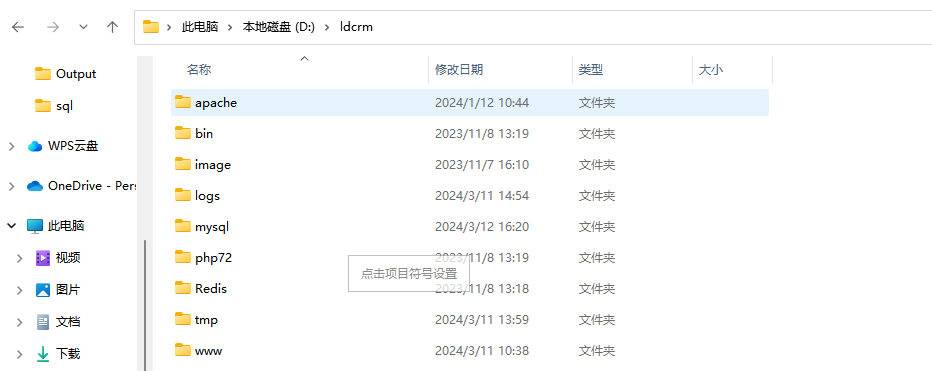 此电脑 > 本地磁盘 (D:) > ldcrm
Output
sql
WPS云盘
OneDrive - Pers
此电脑
视频
图片
文档
下载
名称 修改日期 类型 大小
apache 2024/1/12 10:44 文件夹
bin 2023/11/8 13:19 文件夹
image 2023/11/7 16:10 文件夹
logs 2024/3/11 14:54 文件夹
mysql 2024/3/12 16:20 文件夹
php72 2023/11/8 13:19 文件夹
点击项目符号设置
Redis 2023/11/8 13:18 文件夹
tmp 2024/3/11 13:59 文件夹
www 2024/3/11 10:38 文件夹